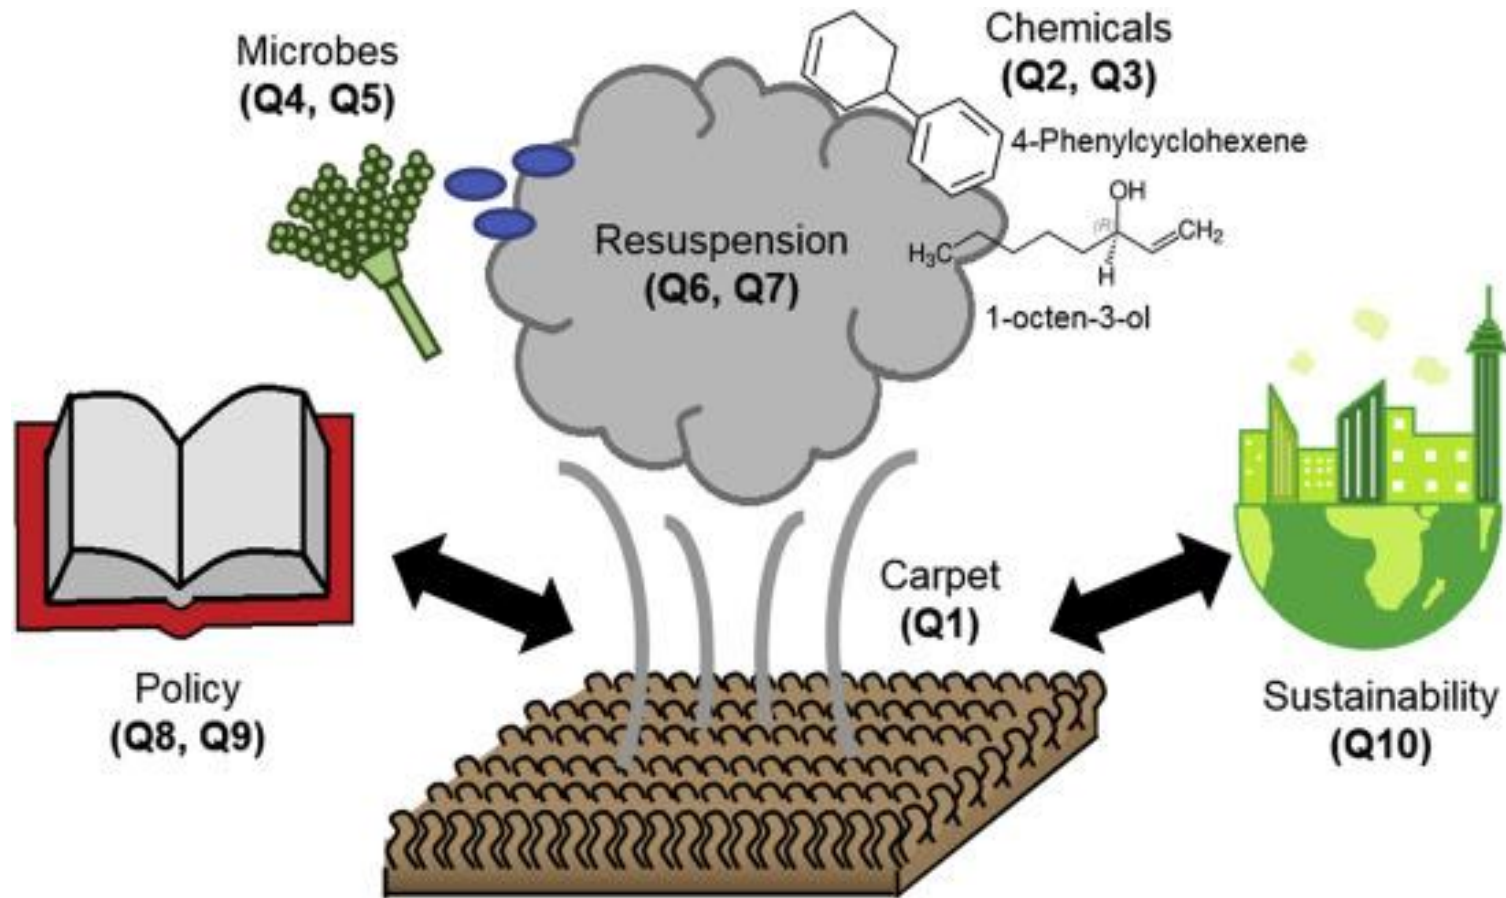 Microbes
(Q4, Q5)
Chemicals
(Q2, Q3)
4-Phenylcyclohexene
OH
(R)
CH₂
H₃C
H
1-octen-3-ol
Resuspension
(Q6, Q7)
Carpet
(Q1)
Policy
(Q8, Q9)
Sustainability
(Q10)